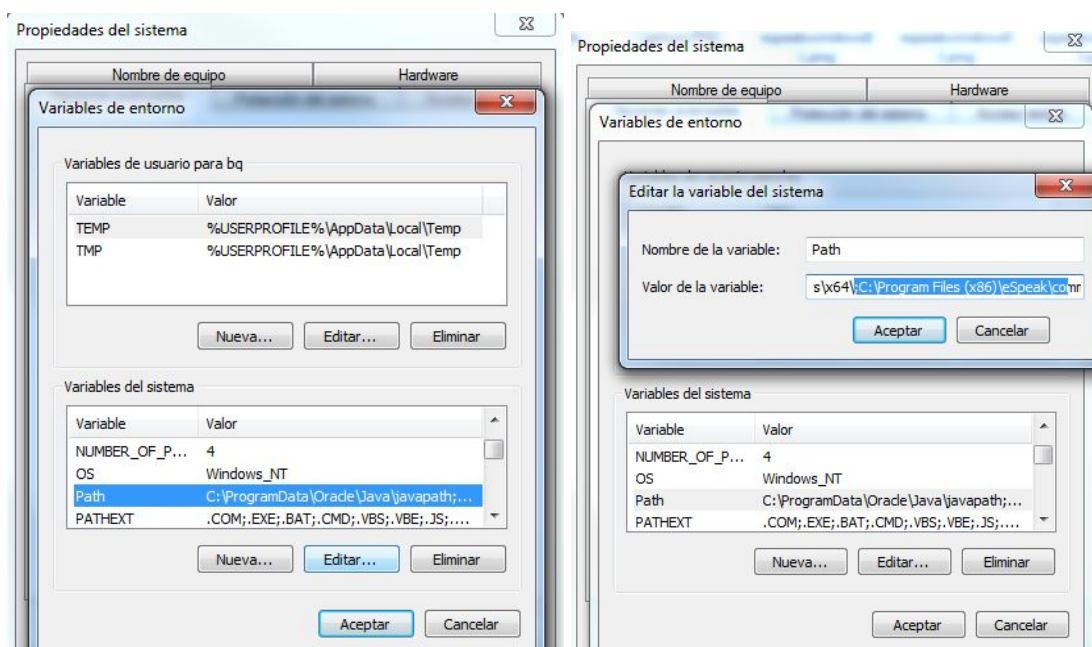 Propiedades del sistema
Nombre de equipo Hardware
Variables de entorno
Variables de usuario para bq
Variable Valor
TEMP %USERPROFILE%\AppData\Local\Temp
TMP %USERPROFILE%\AppData\Local\Temp
Nueva... Editar... Eliminar
Variables del sistema
Variable Valor
NUMBER_OF_P... 4
OS Windows_NT
Path C:\ProgramData\Oracle\Java\javapath;...
PATHEXT .COM;.EXE;.BAT;.CMD;.VBS;.VBE;.JS;....
Nueva... Editar... Eliminar
Aceptar Cancelar
Propiedades del sistema
Nombre de equipo Hardware
Variables de entorno
Editar la variable del sistema
Nombre de la variable: Path
Valor de la variable: s\x64\;C:\Program Files (x86)\eSpeak\comr
Aceptar Cancelar
Variables del sistema
Variable Valor
NUMBER_OF_P... 4
OS Windows_NT
Path C:\ProgramData\Oracle\Java\javapath;...
PATHEXT .COM;.EXE;.BAT;.CMD;.VBS;.VBE;.JS;....
Nueva... Editar... Eliminar
Aceptar Cancelar